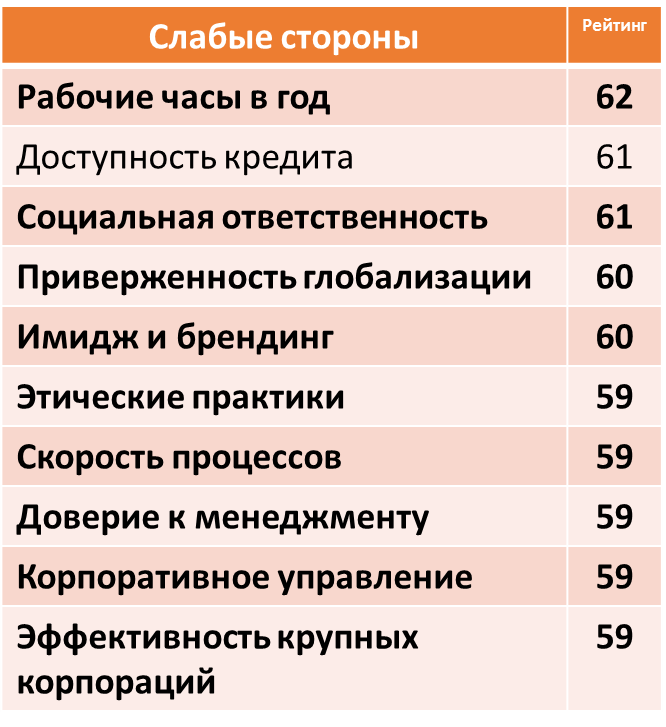 Слабые стороны Рейтинг
Рабочие часы в год 62
Доступность кредита 61
Социальная ответственность 61
Приверженность глобализации 60
Имидж и брендинг 60
Этические практики 59
Скорость процессов 59
Доверие к менеджменту 59
Корпоративное управление 59
Эффективность крупных 59
корпораций